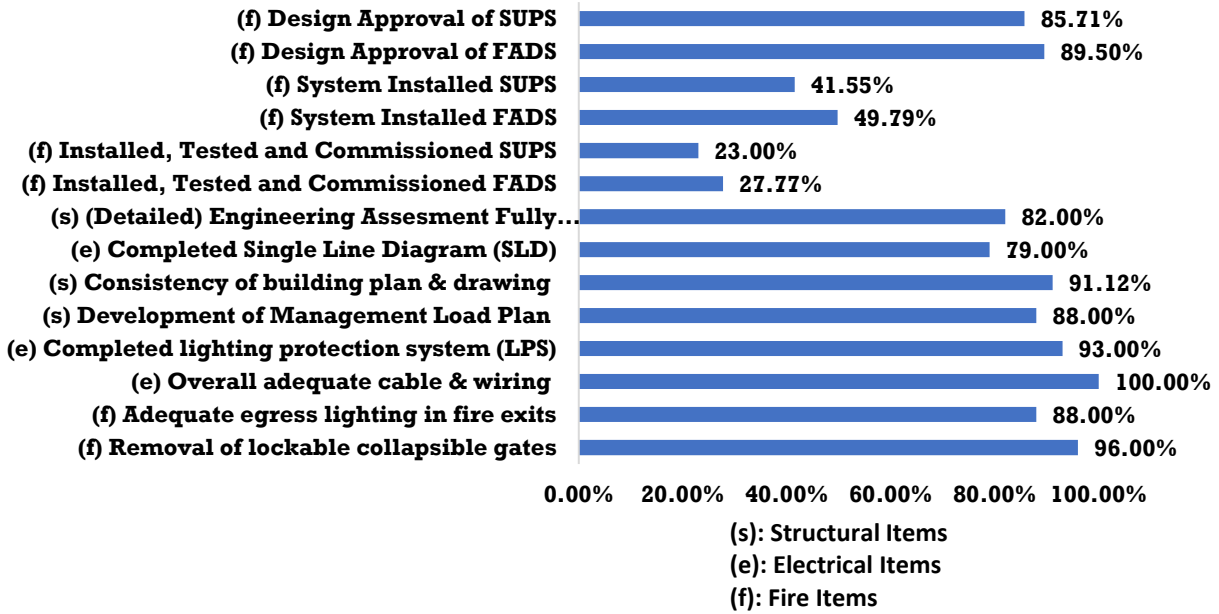 (f) Design Approval of SUPS 85.71%
(f) Design Approval of FADS 89.50%
(f) System Installed SUPS 41.55%
(f) System Installed FADS 49.79%
(f) Installed, Tested and Commissioned SUPS 23.00%
(f) Installed, Tested and Commissioned FADS 27.77%
(s) (Detailed) Engineering Assesment Fully... 82.00%
(e) Completed Single Line Diagram (SLD) 79.00%
(s) Consistency of building plan & drawing 91.12%
(s) Development of Management Load Plan 88.00%
(e) Completed lighting protection system (LPS) 93.00%
(e) Overall adequate cable & wiring 100.00%
(f) Adequate egress lighting in fire exits 88.00%
(f) Removal of lockable collapsible gates 96.00%
0.00% 20.00% 40.00% 60.00% 80.00% 100.00%
(s): Structural Items
(e): Electrical Items
(f): Fire Items